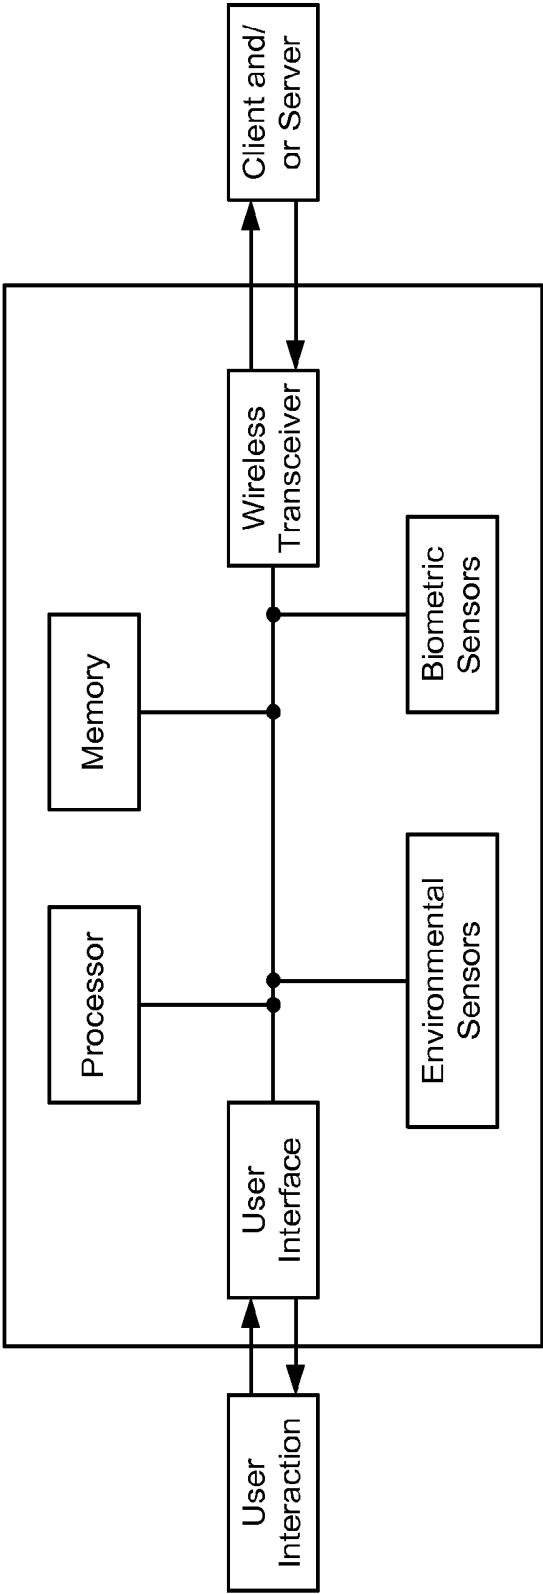 User
Interaction
User
Interface
Processor
Environmental
Sensors
Memory
Biometric
Sensors
Wireless
Transceiver
Client and/
or Server